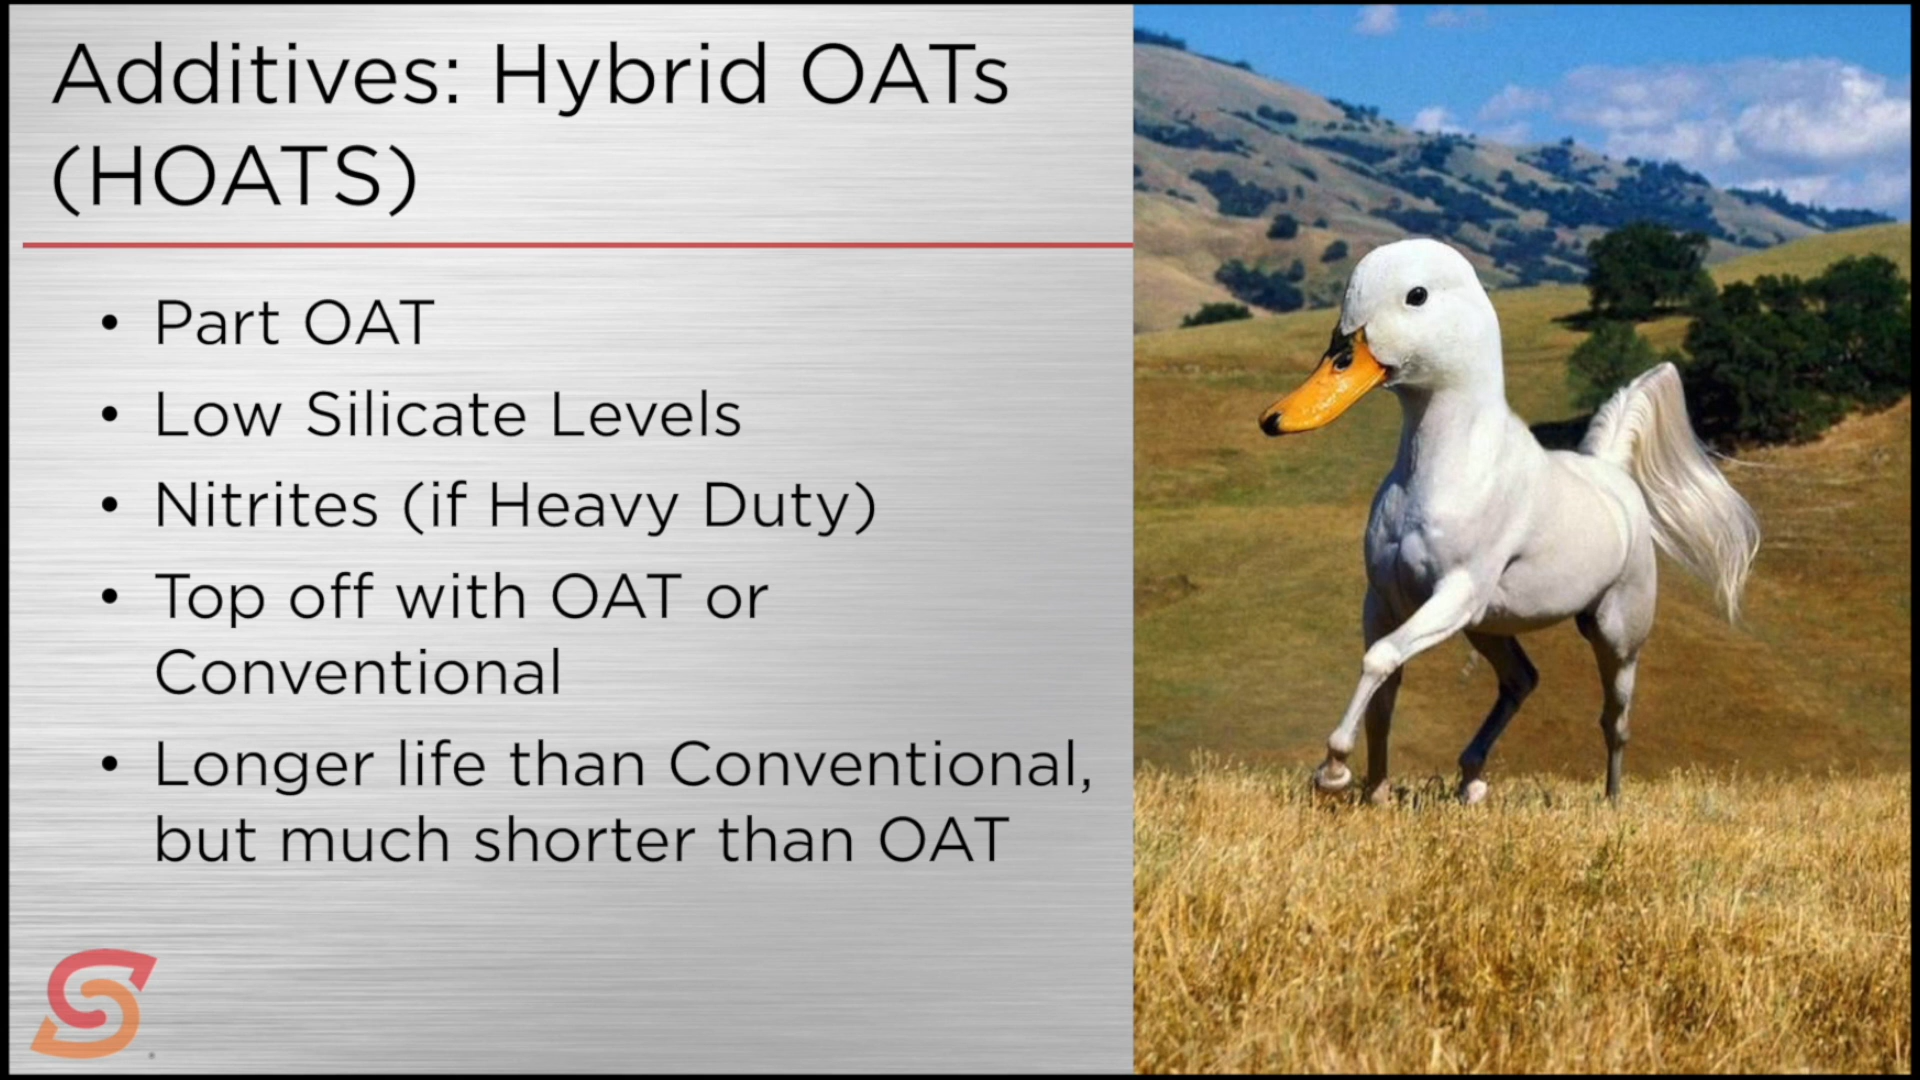 Additives: Hybrid OATs
(HOATS)
• Part OAT
• Low Silicate Levels
• Nitrites (if Heavy Duty)
• Top off with OAT or
Conventional
• Longer life than Conventional,
but much shorter than OAT